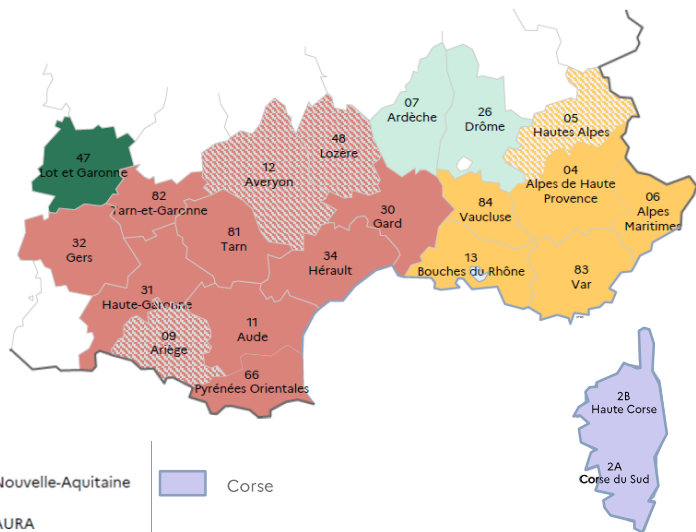 07
Ardèche
26
Drôme
05
Hautes Alpes
47
Lot et Garonne
48
Lozère
12
Averyon
04
Alpes de Haute
Provence
06
Alpes
Maritimes
82
Tarn-et-Garonne
30
Gard
84
Vaucluse
32
Gers
81
Tarn
34
Hérault
13
Bouches du Rhône
83
Var
31
Haute-Garonne
09
Ariège
11
Aude
66
Pyrénées Orientales
2B
Haute Corse
2A
Corse du Sud
Nouvelle-Aquitaine
Corse
AURA